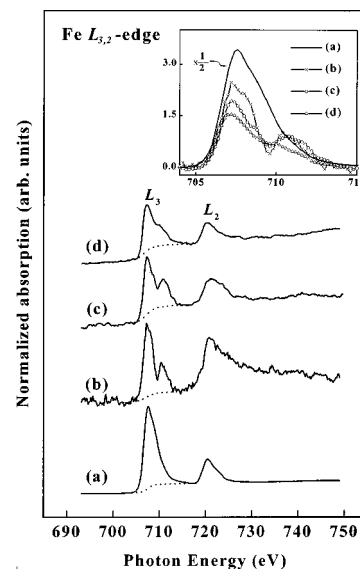 Fe L3,2-edge
×1/2
(a)
(b)
(c)
(d)
3.0
1.5
0.0
705
710
71
Normalized absorption (arb. units)
L3
L2
(d)
(c)
(b)
(a)
690 700 710 720 730 740 750
Photon Energy (eV)